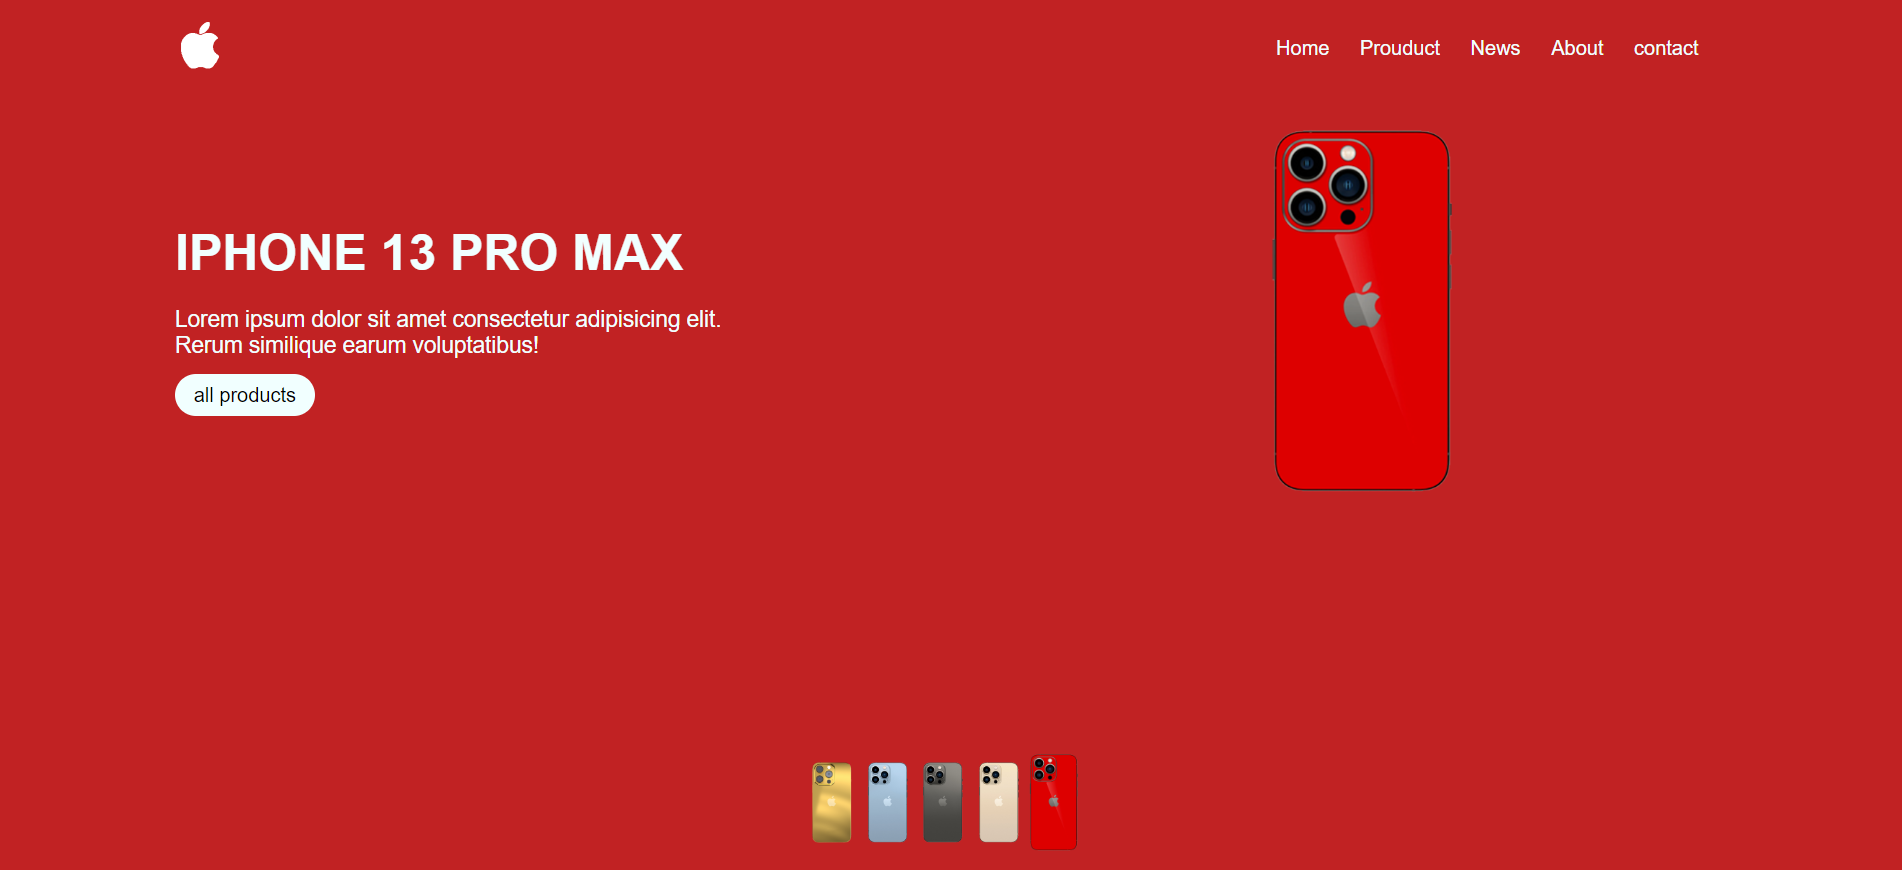 Home Prouduct News About contact
IPHONE 13 PRO MAX
Lorem ipsum dolor sit amet consectetur adipisicing elit.
Rerum similique earum voluptatibus!
all products